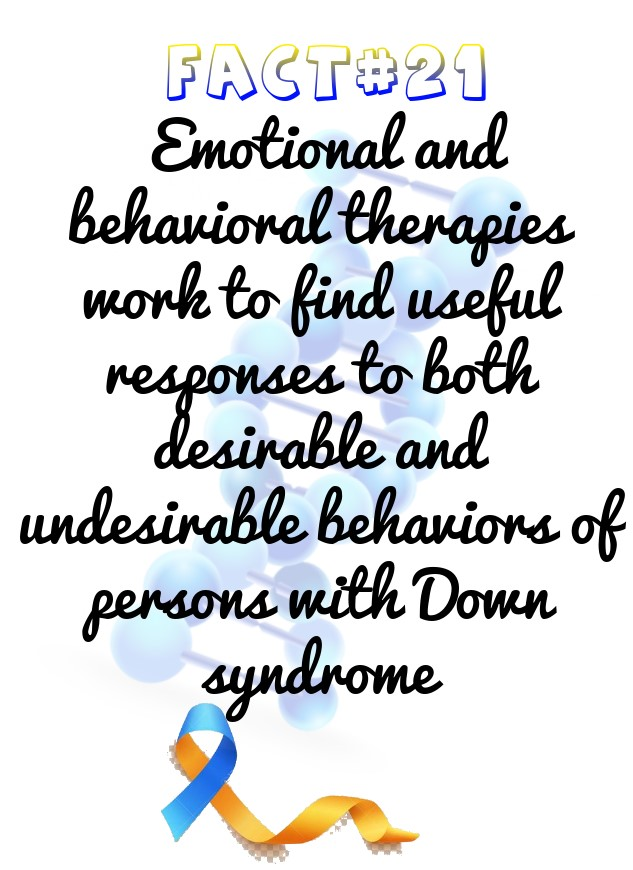 FACT#21
Emotional and
behavioral therapies
work to find useful
responses to both
desirable and
undesirable behaviors of
persons with Down
syndrome